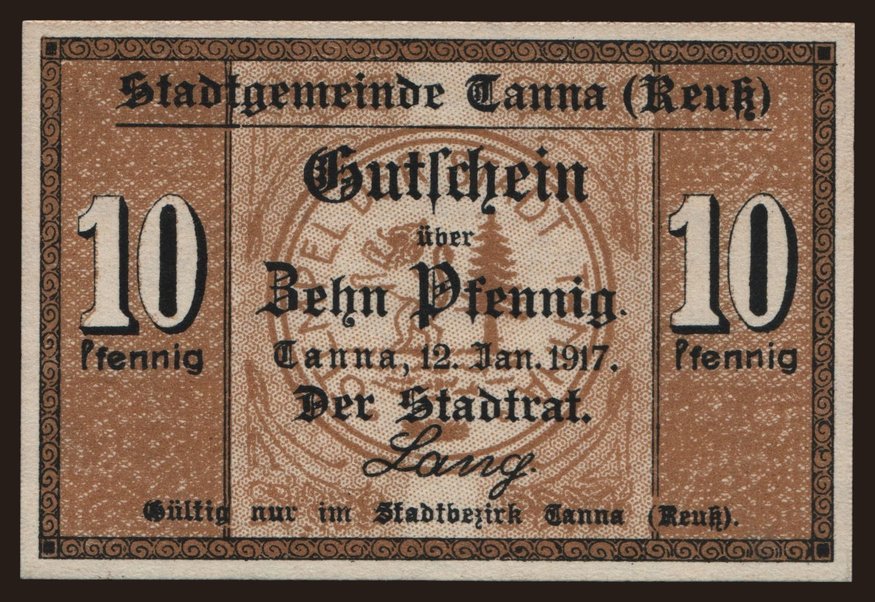 Stadtgemeinde Tanna (Reuß)
Gutschein
über
Zehn Pfennig.
10
Pfennig
10
Pfennig
Tanna, 12. Jan. 1917.
Der Stadtrat.
Lang.
Gültig nur im Stadtbezirk Tanna (Reuß).